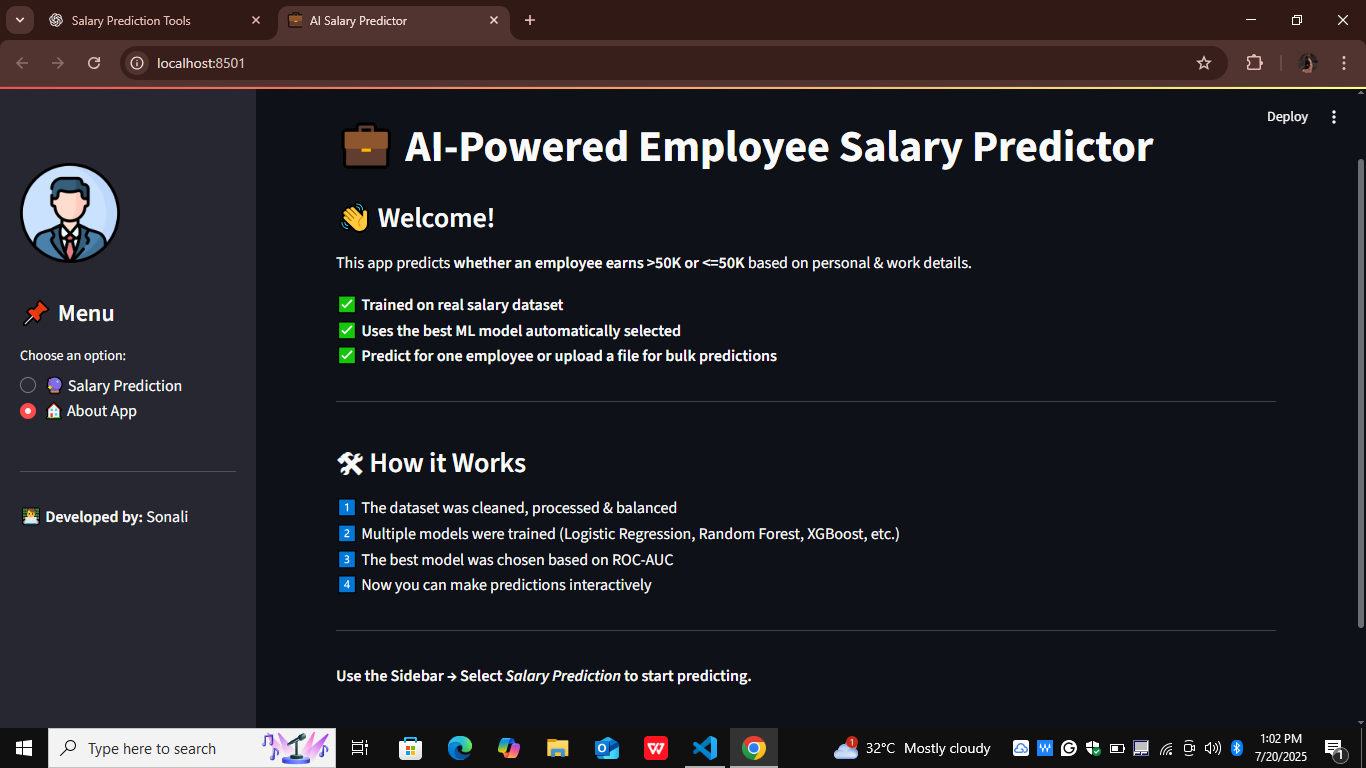 Salary Prediction Tools
AI Salary Predictor
localhost:8501
Deploy
💼 AI-Powered Employee Salary Predictor
👋 Welcome!
This app predicts whether an employee earns >50K or <=50K based on personal & work details.
✅ Trained on real salary dataset
✅ Uses the best ML model automatically selected
✅ Predict for one employee or upload a file for bulk predictions
📌 Menu
Choose an option:
🔮 Salary Prediction
🏠 About App
👨‍💻 Developed by: Sonali
🛠 How it Works
1 The dataset was cleaned, processed & balanced
2 Multiple models were trained (Logistic Regression, Random Forest, XGBoost, etc.)
3 The best model was chosen based on ROC-AUC
4 Now you can make predictions interactively
Use the Sidebar → Select Salary Prediction to start predicting.
Type here to search
W
1
32°C Mostly cloudy
W
G
1:02 PM
7/20/2025
1